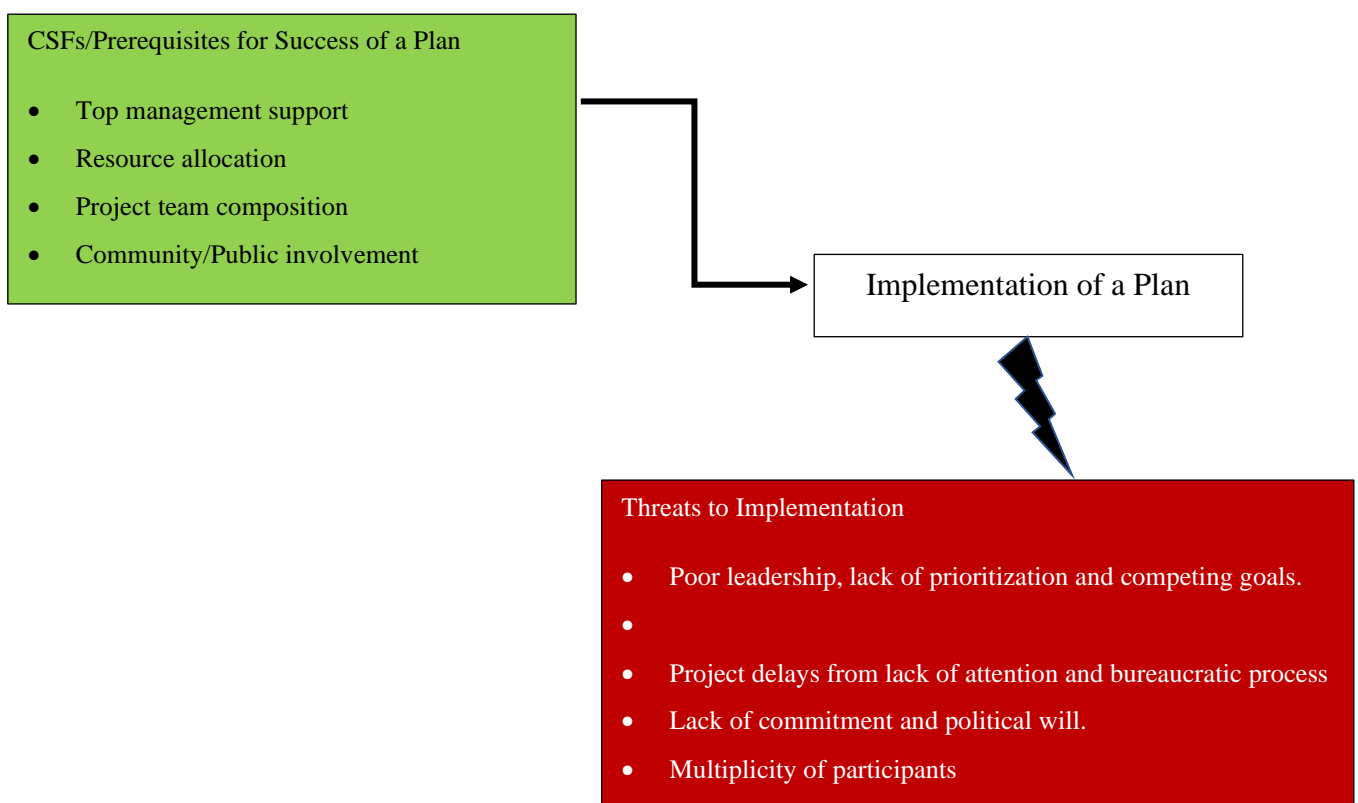 CSFs/Prerequisites for Success of a Plan
• Top management support
• Resource allocation
• Project team composition
• Community/Public involvement
Implementation of a Plan
Threats to Implementation
• Poor leadership, lack of prioritization and competing goals.
•
• Project delays from lack of attention and bureaucratic process
• Lack of commitment and political will.
• Multiplicity of participants